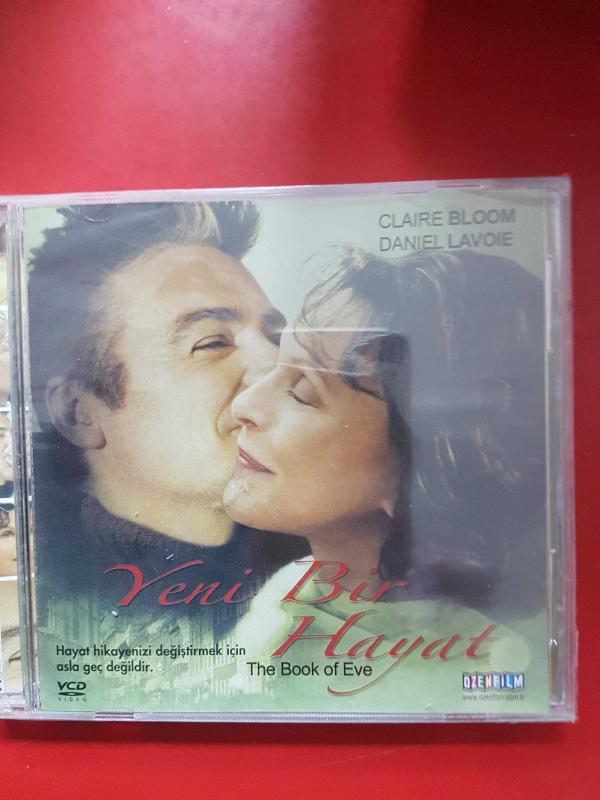 CLAIRE BLOOM
DANIEL LAVOIE
Yeni Bir
Hayat
Hayat hikayenizi değiştirmek için
asla geç değildir.
The Book of Eve
VCD
VIDEO
ÖZENFILM
www.ozenfilm.com.tr